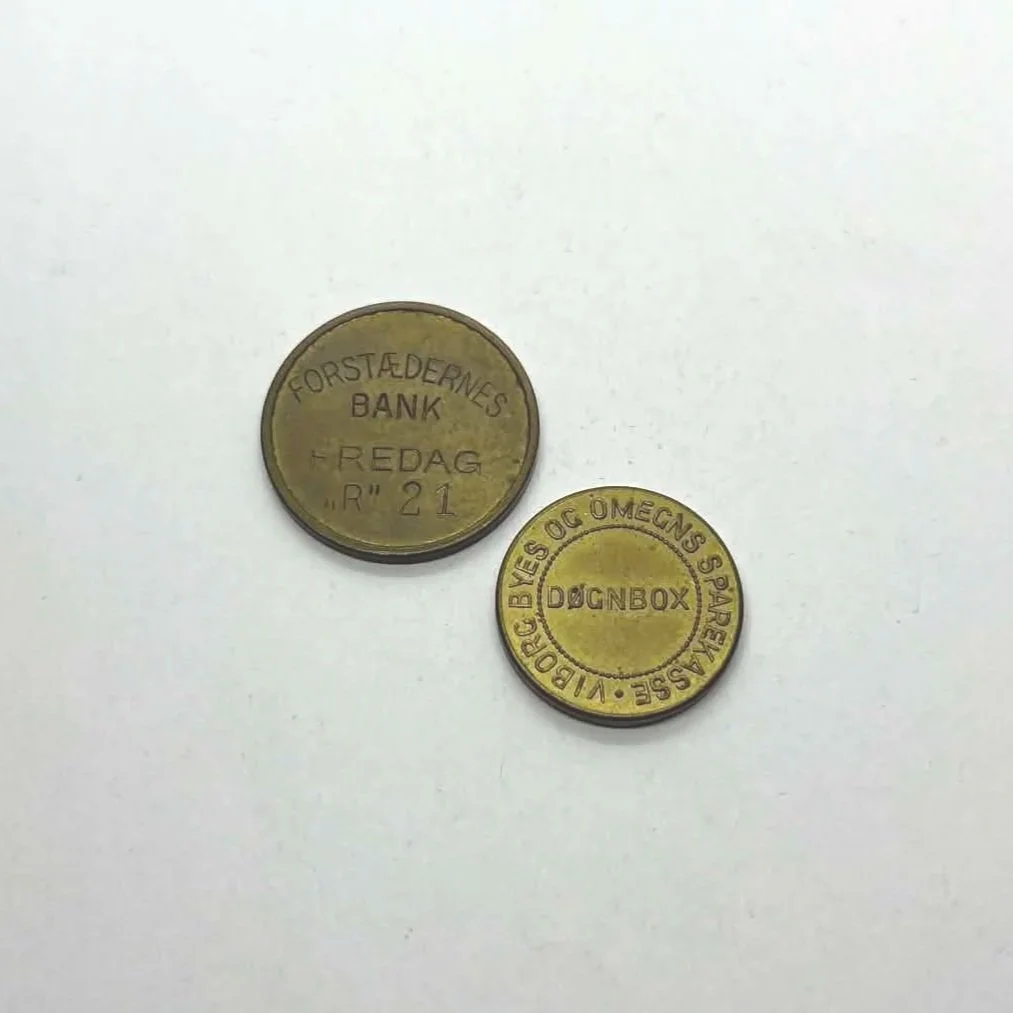 FORSTÆDERNES
BANK
FREDAG
„R” 21
VIBORG BYES OG OMEGNS SPAREKASSE •
DØGNBOX